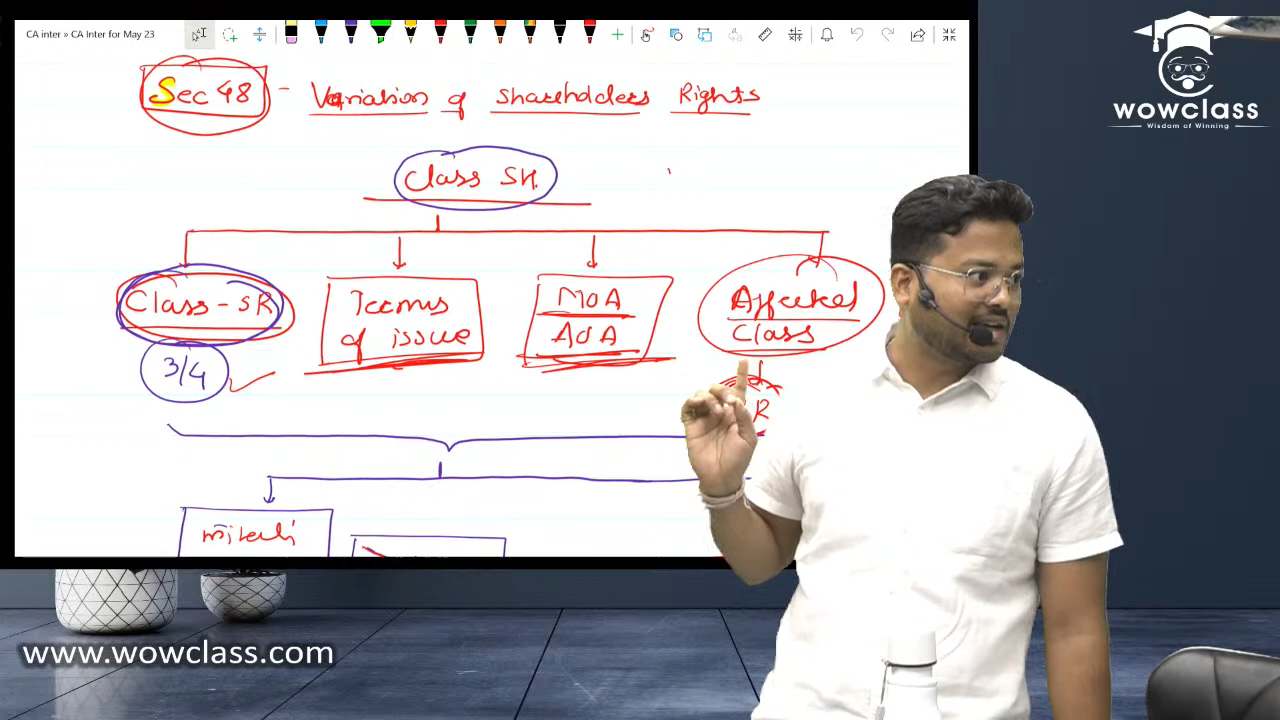 CA inter » CA Inter for May 23
Sec 48 - Variation of Shareholders Rights
Class SR
Class - SR
3/4
Terms
of issue
MOA
AOA
Affected
Class
R
wowclass
Wisdom of Winning
www.wowclass.com